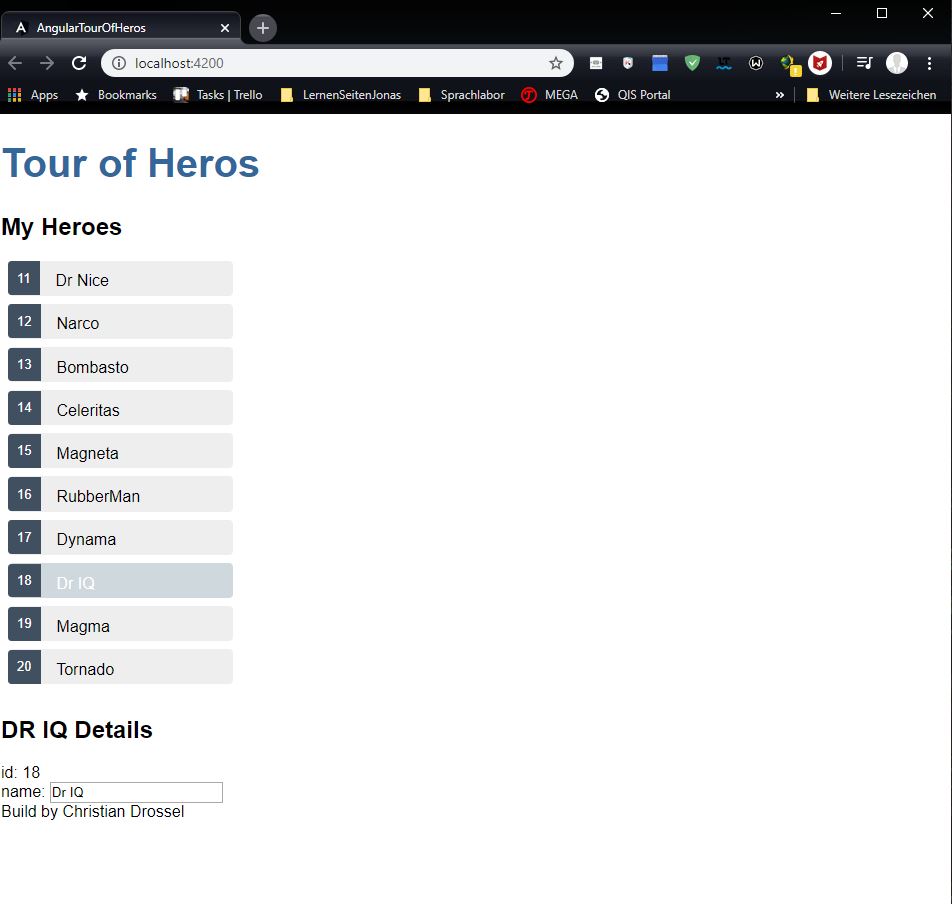 AngularTourOfHeros
localhost:4200
Apps Bookmarks Tasks | Trello LernenSeitenJonas Sprachlabor MEGA QIS Portal » Weitere Lesezeichen
Tour of Heros
My Heroes
11 Dr Nice
12 Narco
13 Bombasto
14 Celeritas
15 Magneta
16 RubberMan
17 Dynama
18 Dr IQ
19 Magma
20 Tornado
DR IQ Details
id: 18
name: Dr IQ
Build by Christian Drossel